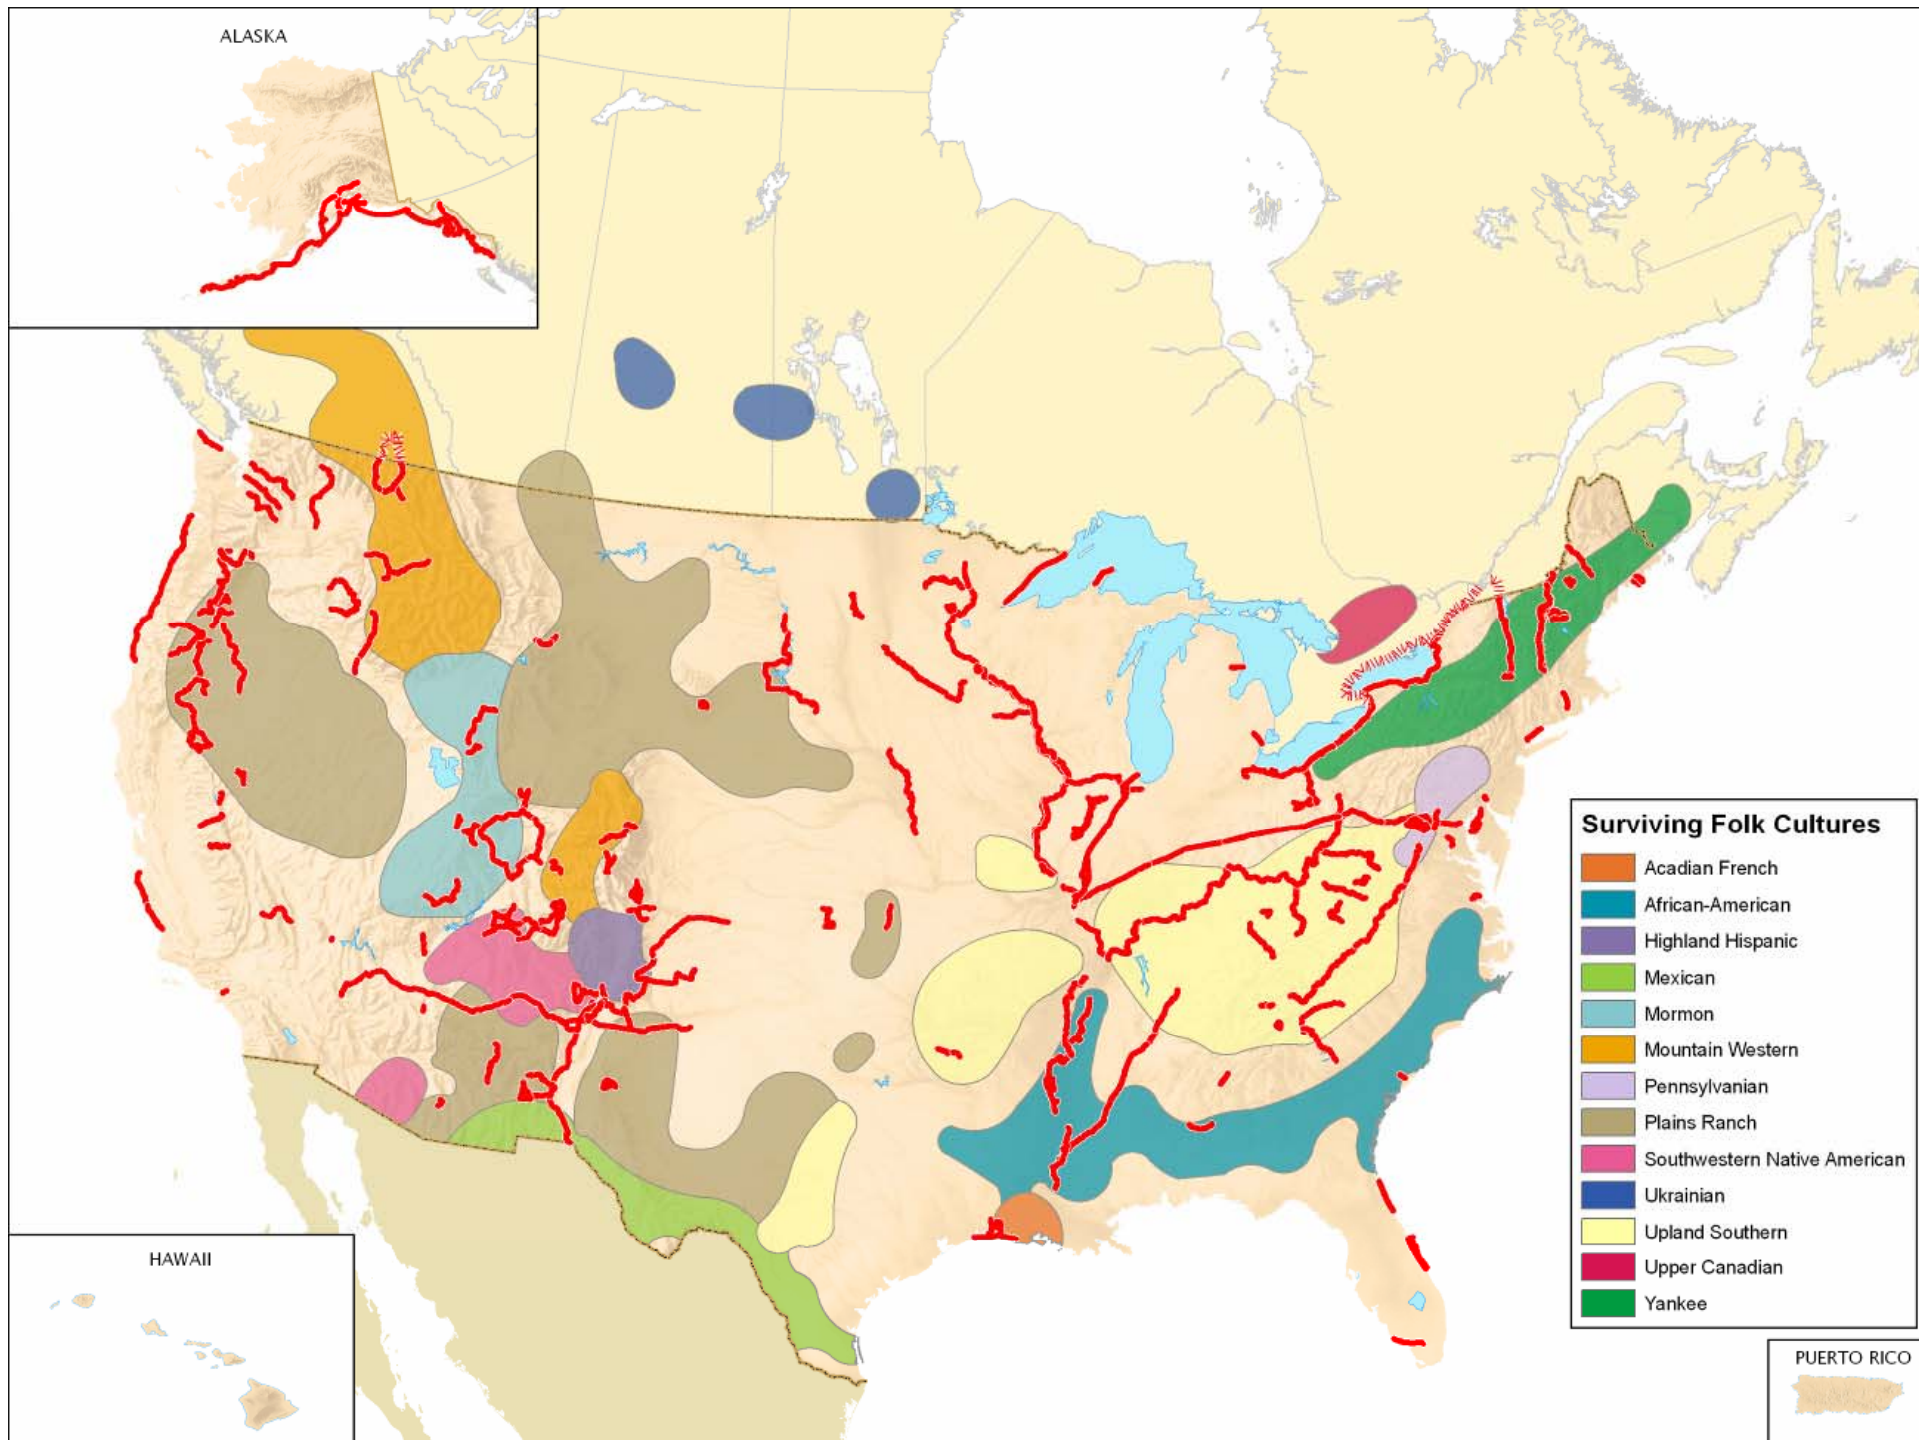 ALASKA
Surviving Folk Cultures
Acadian French
African-American
Highland Hispanic
Mexican
Mormon
Mountain Western
Pennsylvanian
Plains Ranch
Southwestern Native American
Ukrainian
Upland Southern
Upper Canadian
Yankee
HAWAII
PUERTO RICO